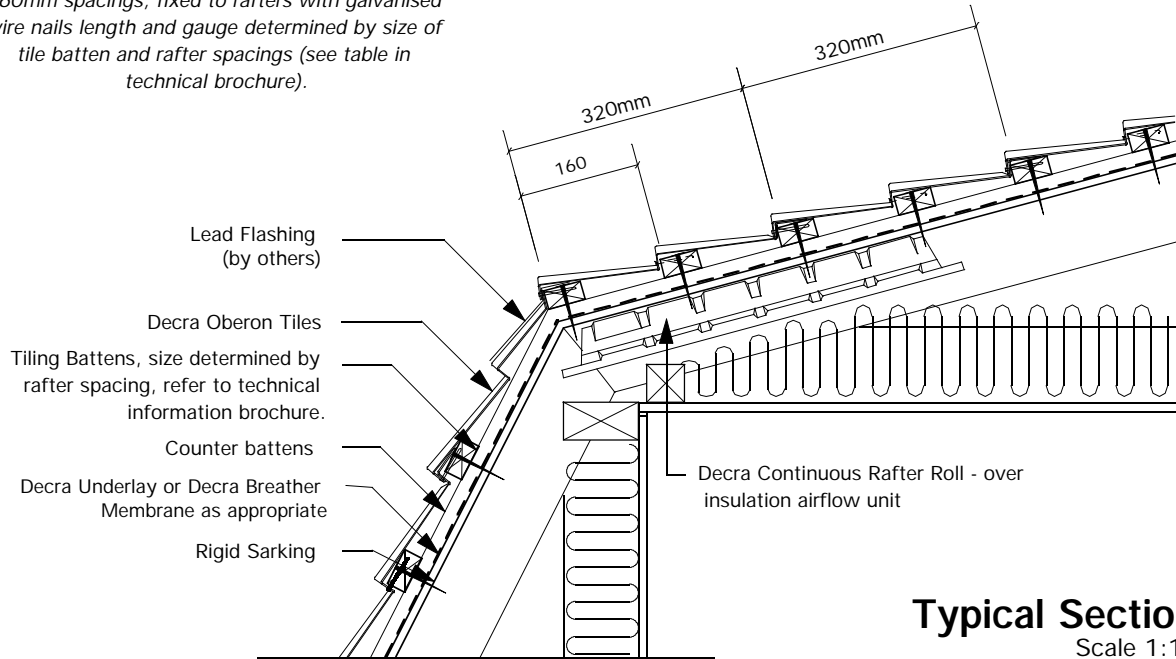 60mm spacings, fixed to rafters with galvanised
wire nails length and gauge determined by size of
tile batten and rafter spacings (see table in
technical brochure).
320mm
320mm
160
Lead Flashing
(by others)
Decra Oberon Tiles
Tiling Battens, size determined by
rafter spacing, refer to technical
information brochure.
Counter battens
Decra Underlay or Decra Breather
Membrane as appropriate
Rigid Sarking
Decra Continuous Rafter Roll - over
insulation airflow unit
Typical Sectio
Scale 1:1